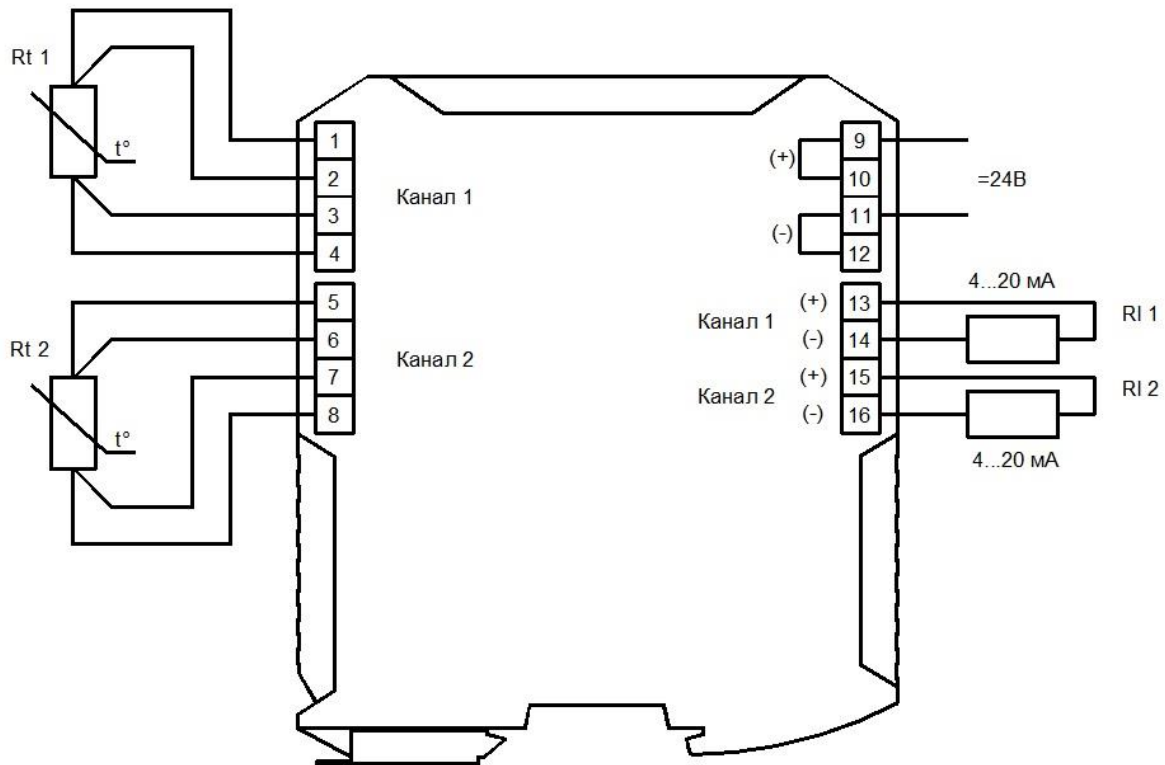 Rt 1
t°
1
2
3
4
Канал 1
5
6
7
8
Канал 2
Rt 2
t°
(+)
9
10
=24В
(-)
11
12
4...20 мА
Канал 1
(+)
13
(-)
14
Rl 1
Канал 2
(+)
15
(-)
16
Rl 2
4...20 мА